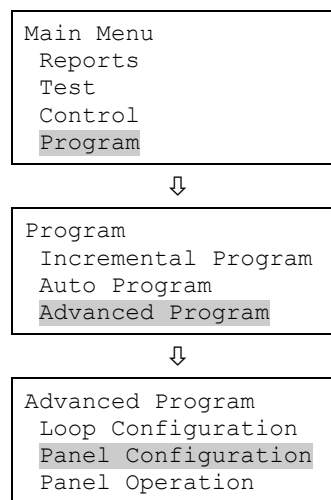 Main Menu
Reports
Test
Control
Program
⇩
Program
Incremental Program
Auto Program
Advanced Program
⇩
Advanced Program
Loop Configuration
Panel Configuration
Panel Operation